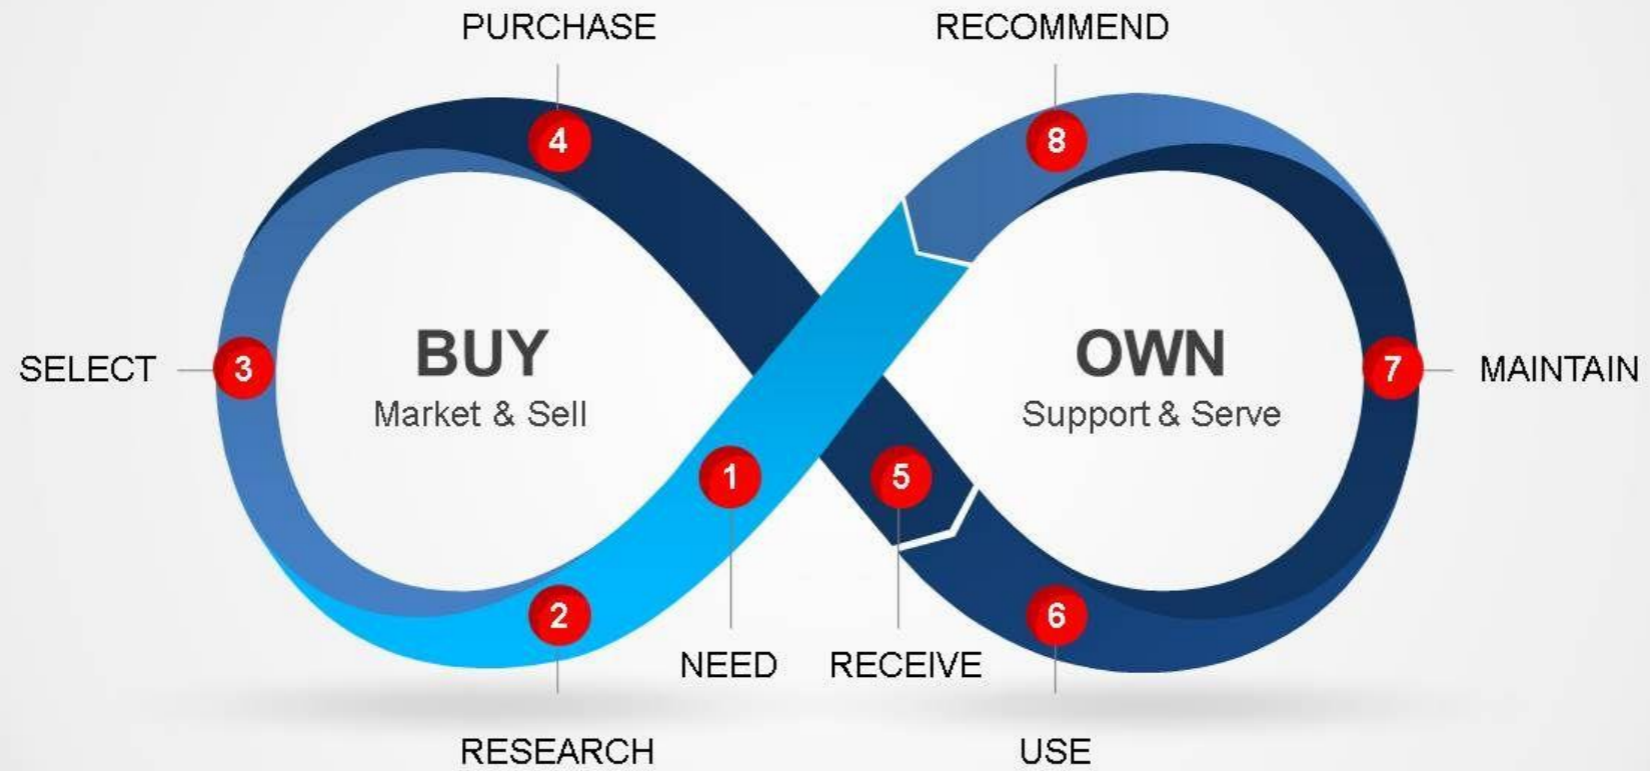 PURCHASE
RECOMMEND
4
8
BUY
Market & Sell
OWN
Support & Serve
SELECT
3
7
MAINTAIN
1
5
2
6
NEED
RECEIVE
RESEARCH
USE